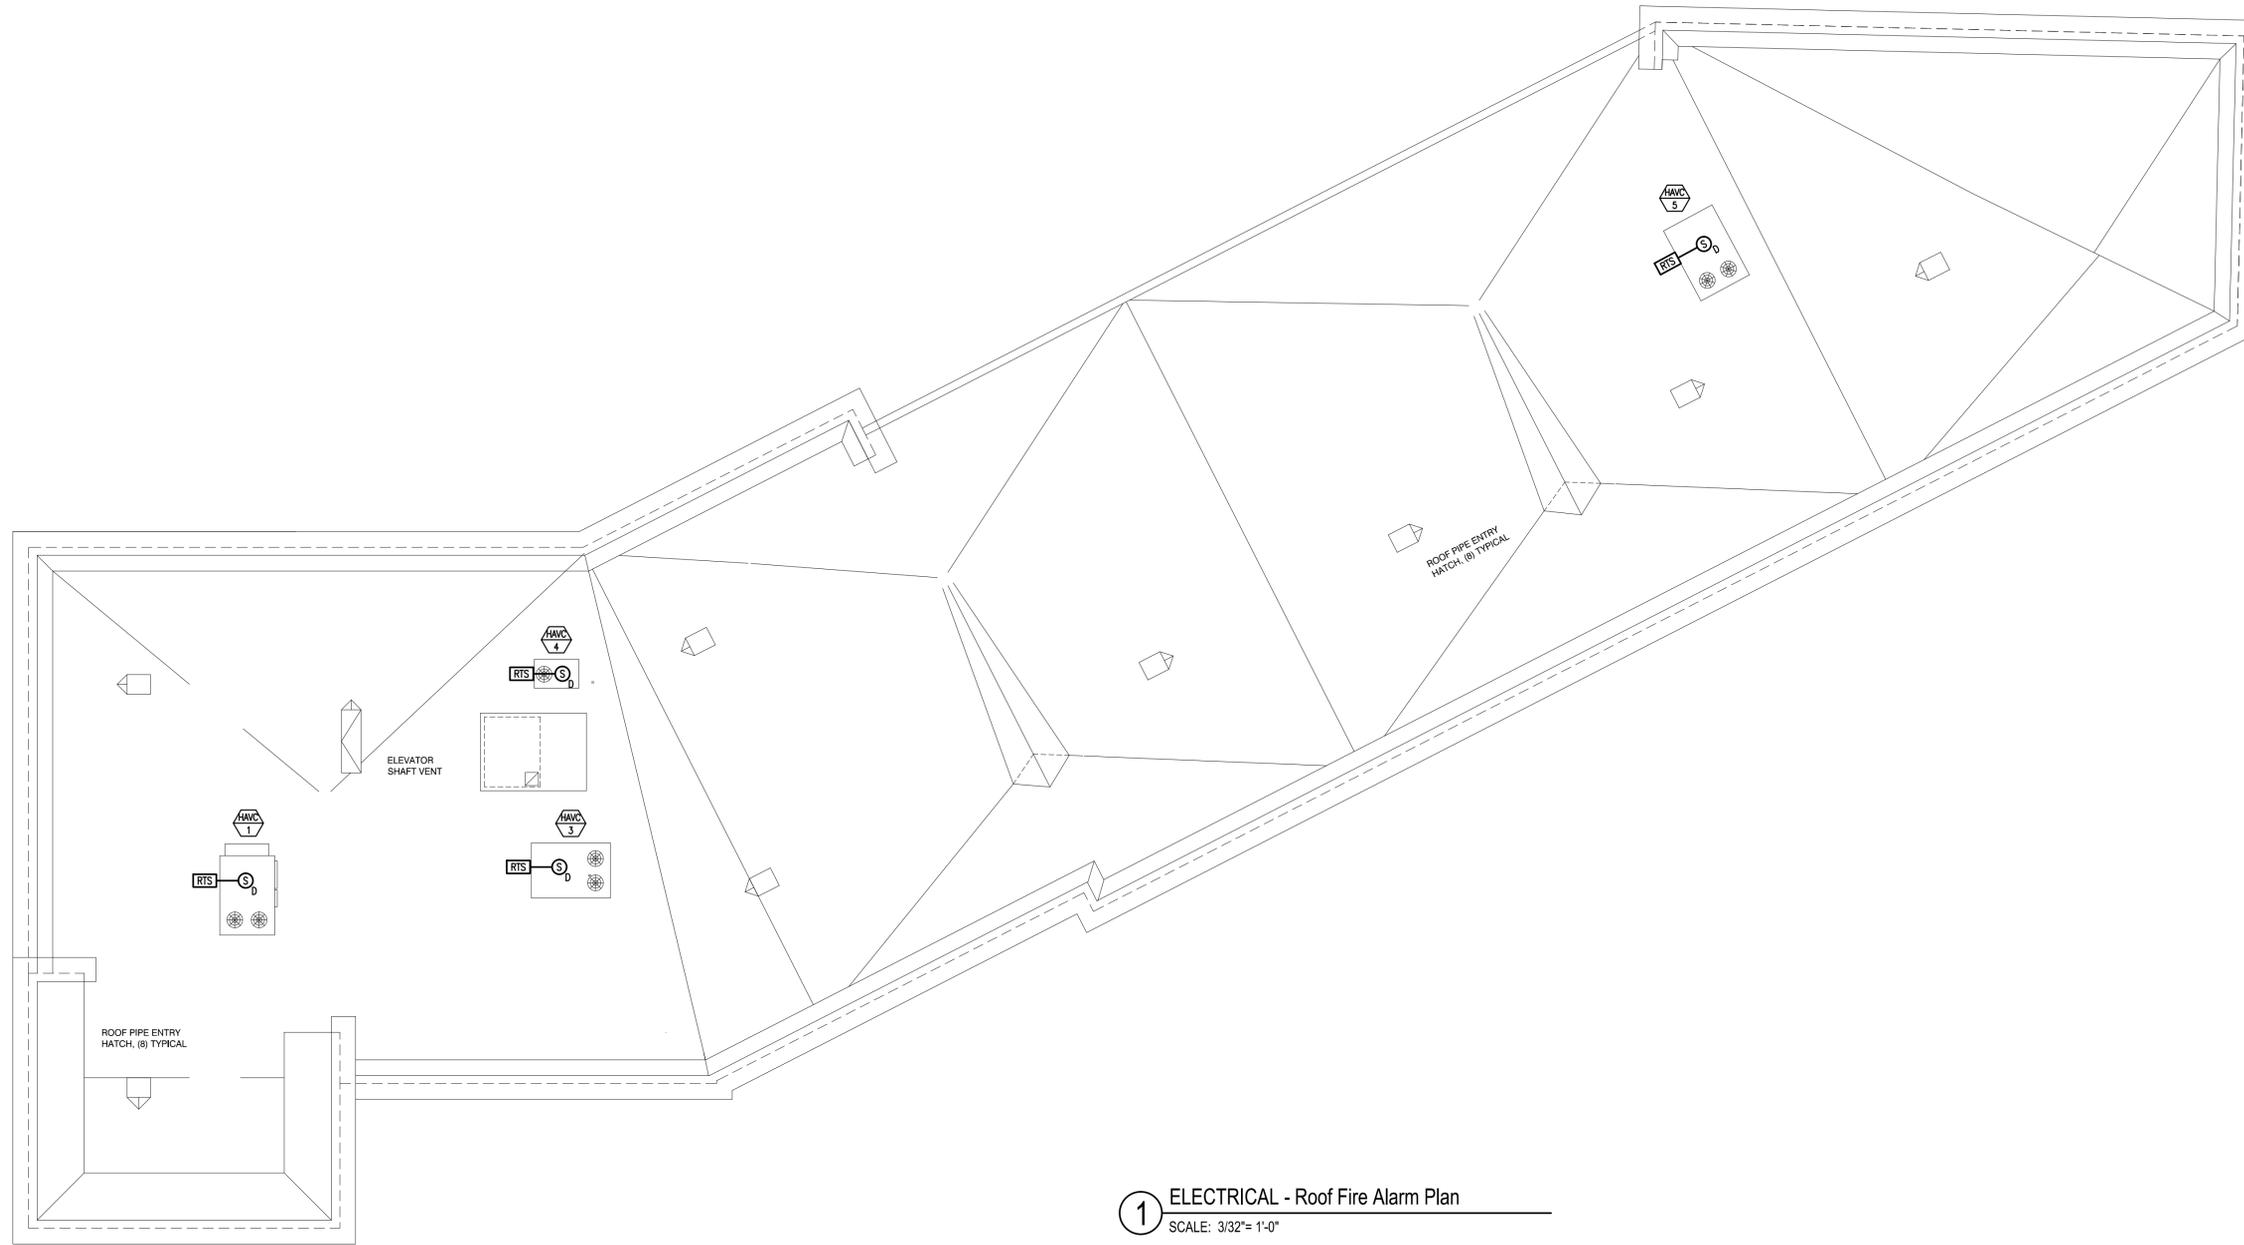 HAVC
5
S
D
RTS
ROOF PIPE ENTRY
HATCH, (8) TYPICAL
HAVC
4
RTS
S
D
ELEVATOR
SHAFT VENT
HAVC
1
RTS
S
D
HAVC
3
RTS
S
D
ROOF PIPE ENTRY
HATCH, (8) TYPICAL
1
ELECTRICAL - Roof Fire Alarm Plan
SCALE: 3/32"= 1'-0"